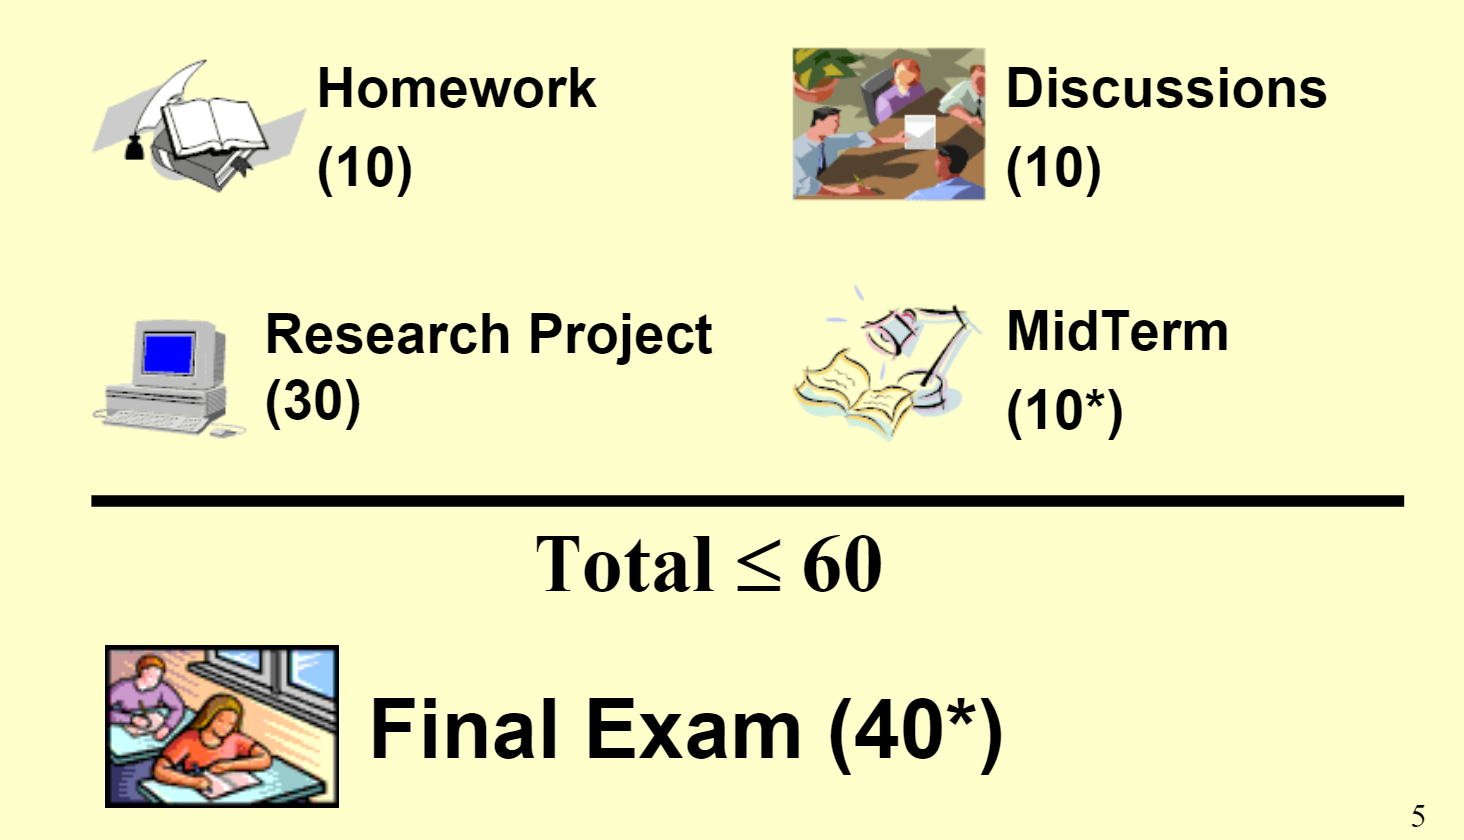 Homework
(10)
Discussions
(10)
Research Project
(30)
MidTerm
(10*)
Total ≤ 60
Final Exam (40*)
5